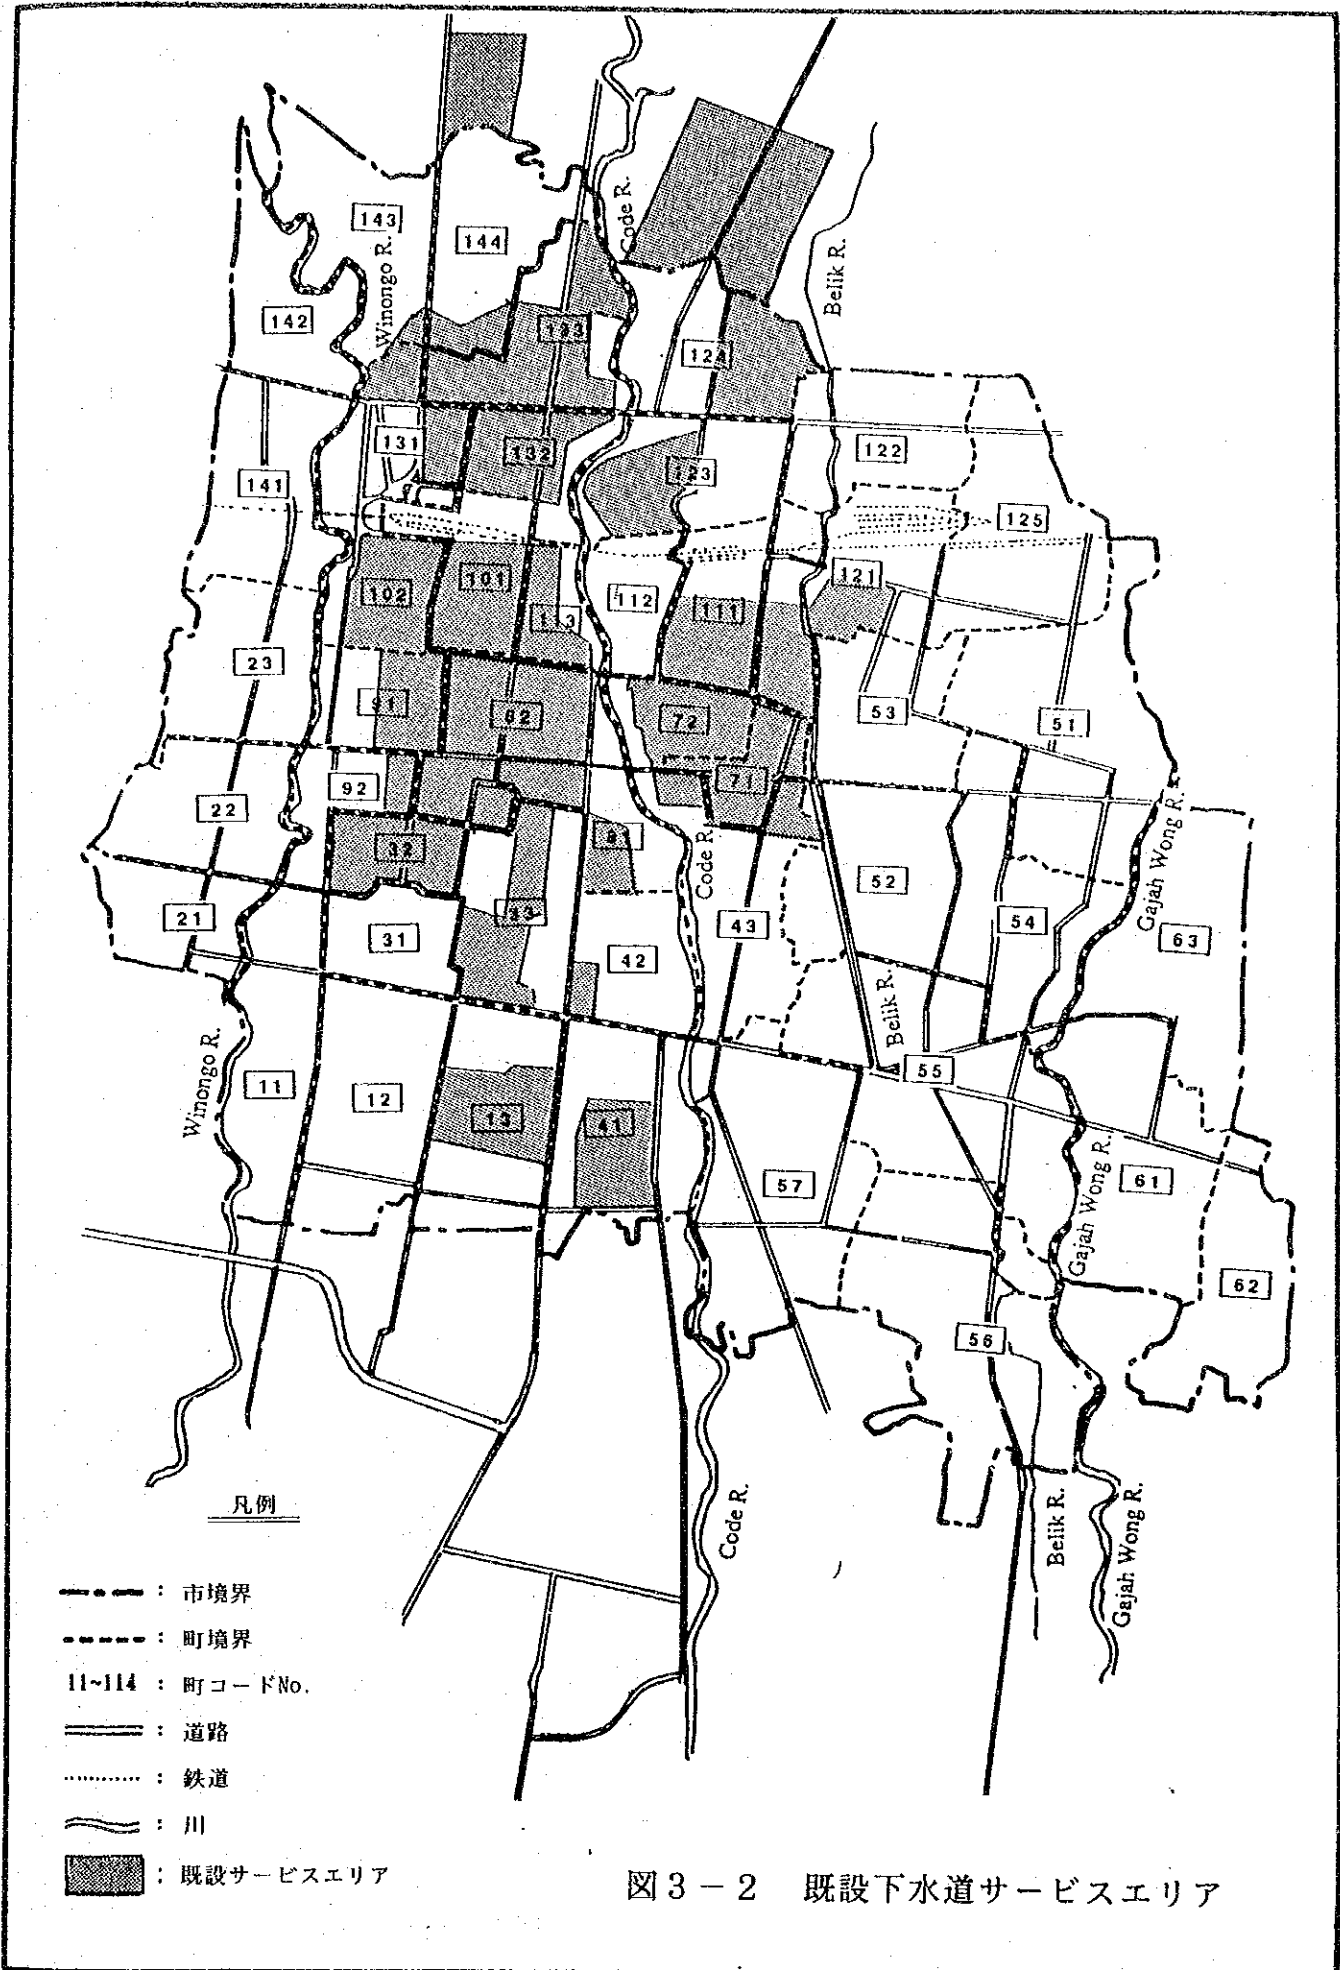 Code R.
143
144
Winongo R.
Belik R.
142
133
124
131
132
122
123
141
125
102
101
121
112
111
113
23
91
82
72
53
51
92
71
22
32
81
Code R.
Gajah Wong R.
52
21
31
33
43
54
63
42
Belik R.
Winongo R.
11
12
13
41
55
57
61
Gajah Wong R.
62
56
凡例
Code R.
Belik R.
Gajah Wong R.
: 市境界
: 町境界
11~114 : 町コードNo.
: 道路
: 鉄道
: 川
: 既設サービスエリア
図3-2 既設下水道サービスエリア